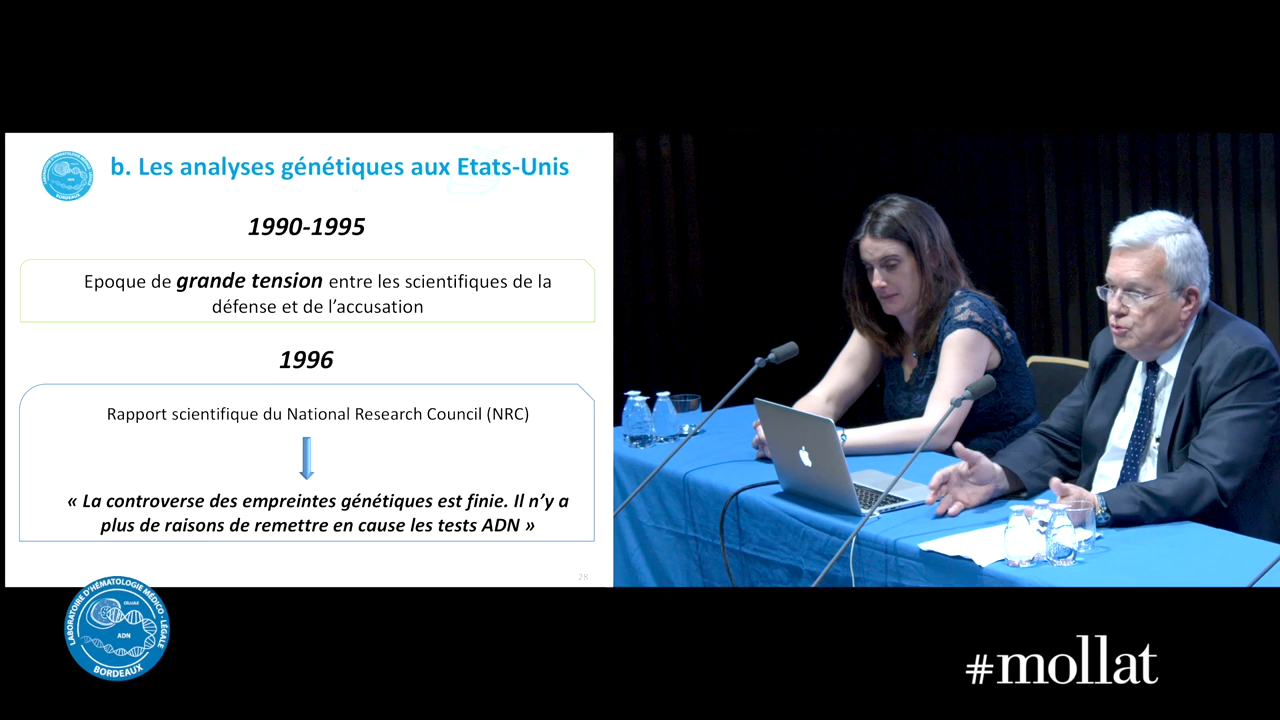 b. Les analyses génétiques aux Etats-Unis
1990-1995
Epoque de grande tension entre les scientifiques de la
défense et de l’accusation
1996
Rapport scientifique du National Research Council (NRC)
« La controverse des empreintes génétiques est finie. Il n’y a
plus de raisons de remettre en cause les tests ADN »
28
LABORATOIRE D'HÉMATOLOGIE MÉDICO - LÉGALE
ADN
BORDEAUX
#mollat